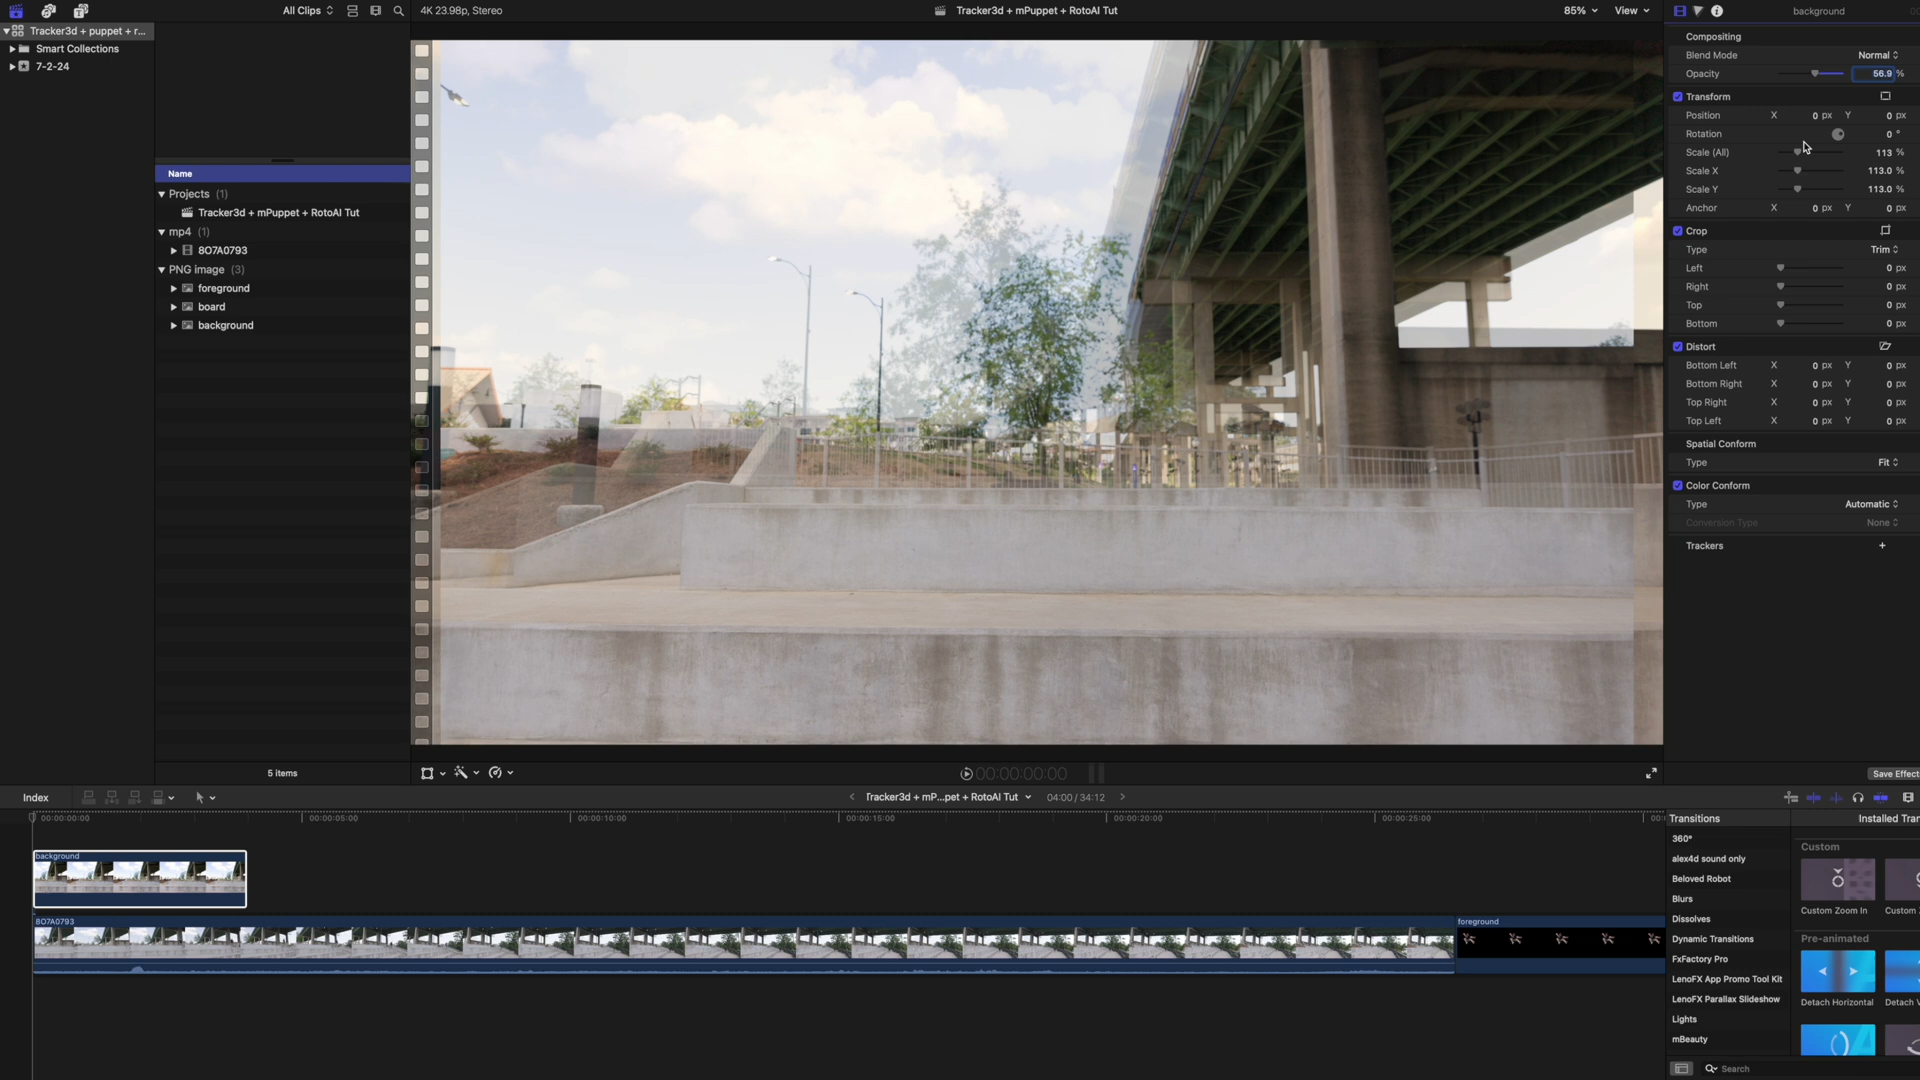 All Clips
4K 23.98p, Stereo
Tracker3d + mPuppet + RotoAI Tut
85%
View
background
Tracker3d + puppet + r...
Smart Collections
7-2-24
Name
Projects (1)
Tracker3d + mPuppet + RotoAI Tut
mp4 (1)
8O7A0793
PNG image (3)
foreground
board
background
5 items
Compositing
Blend Mode Normal
Opacity 56.9 %
Transform
Position X 0 px Y 0 px
Rotation 0 °
Scale (All) 113 %
Scale X 113.0 %
Scale Y 113.0 %
Anchor X 0 px Y 0 px
Crop
Type Trim
Left 0 px
Right 0 px
Top 0 px
Bottom 0 px
Distort
Bottom Left X 0 px Y 0 px
Bottom Right X 0 px Y 0 px
Top Right X 0 px Y 0 px
Top Left X 0 px Y 0 px
Spatial Conform
Type Fit
Color Conform
Type Automatic
Conversion Type None
Trackers +
Save Effect
00:00:00:00
Index
Tracker3d + mP...pet + RotoAI Tut
04:00 / 34:12
00:00:00:00
00:00:05:00
00:00:10:00
00:00:15:00
00:00:20:00
00:00:25:00
background
8O7A0793
foreground
Transitions
Installed Tran
360°
alex4d sound only
Beloved Robot
Blurs
Dissolves
Dynamic Transitions
FxFactory Pro
LenoFX App Promo Tool Kit
LenoFX Parallax Slideshow
Lights
mBeauty
Custom
Custom Zoom In
Custom
Pre-animated
Detach Horizontal
Detach V
Search